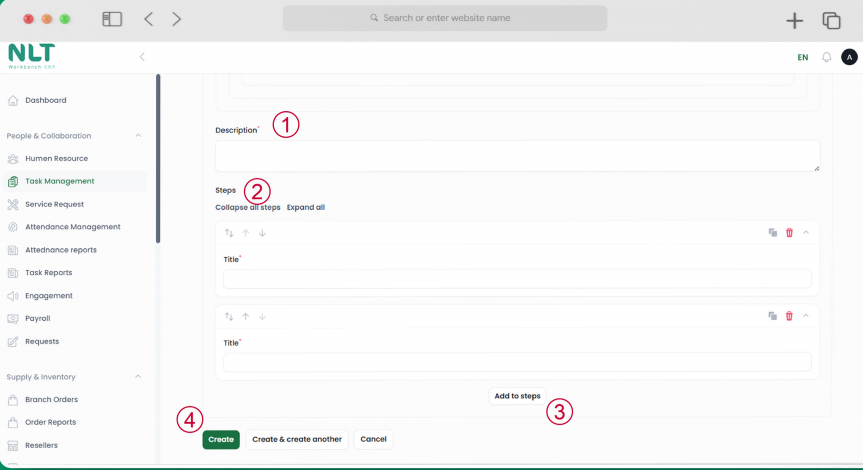 Search or enter website name
NLT
Workbench ERP
EN
A
Dashboard
People & Collaboration
Human Resource
Task Management
Service Request
Attendance Management
Attednance reports
Task Reports
Engagement
Payroll
Requests
Supply & Inventory
Branch Orders
Order Reports
Resellers
Description*
1
Steps
2
Collapse all steps Expand all
Title*
Title*
Add to steps
3
4
Create Create & create another Cancel